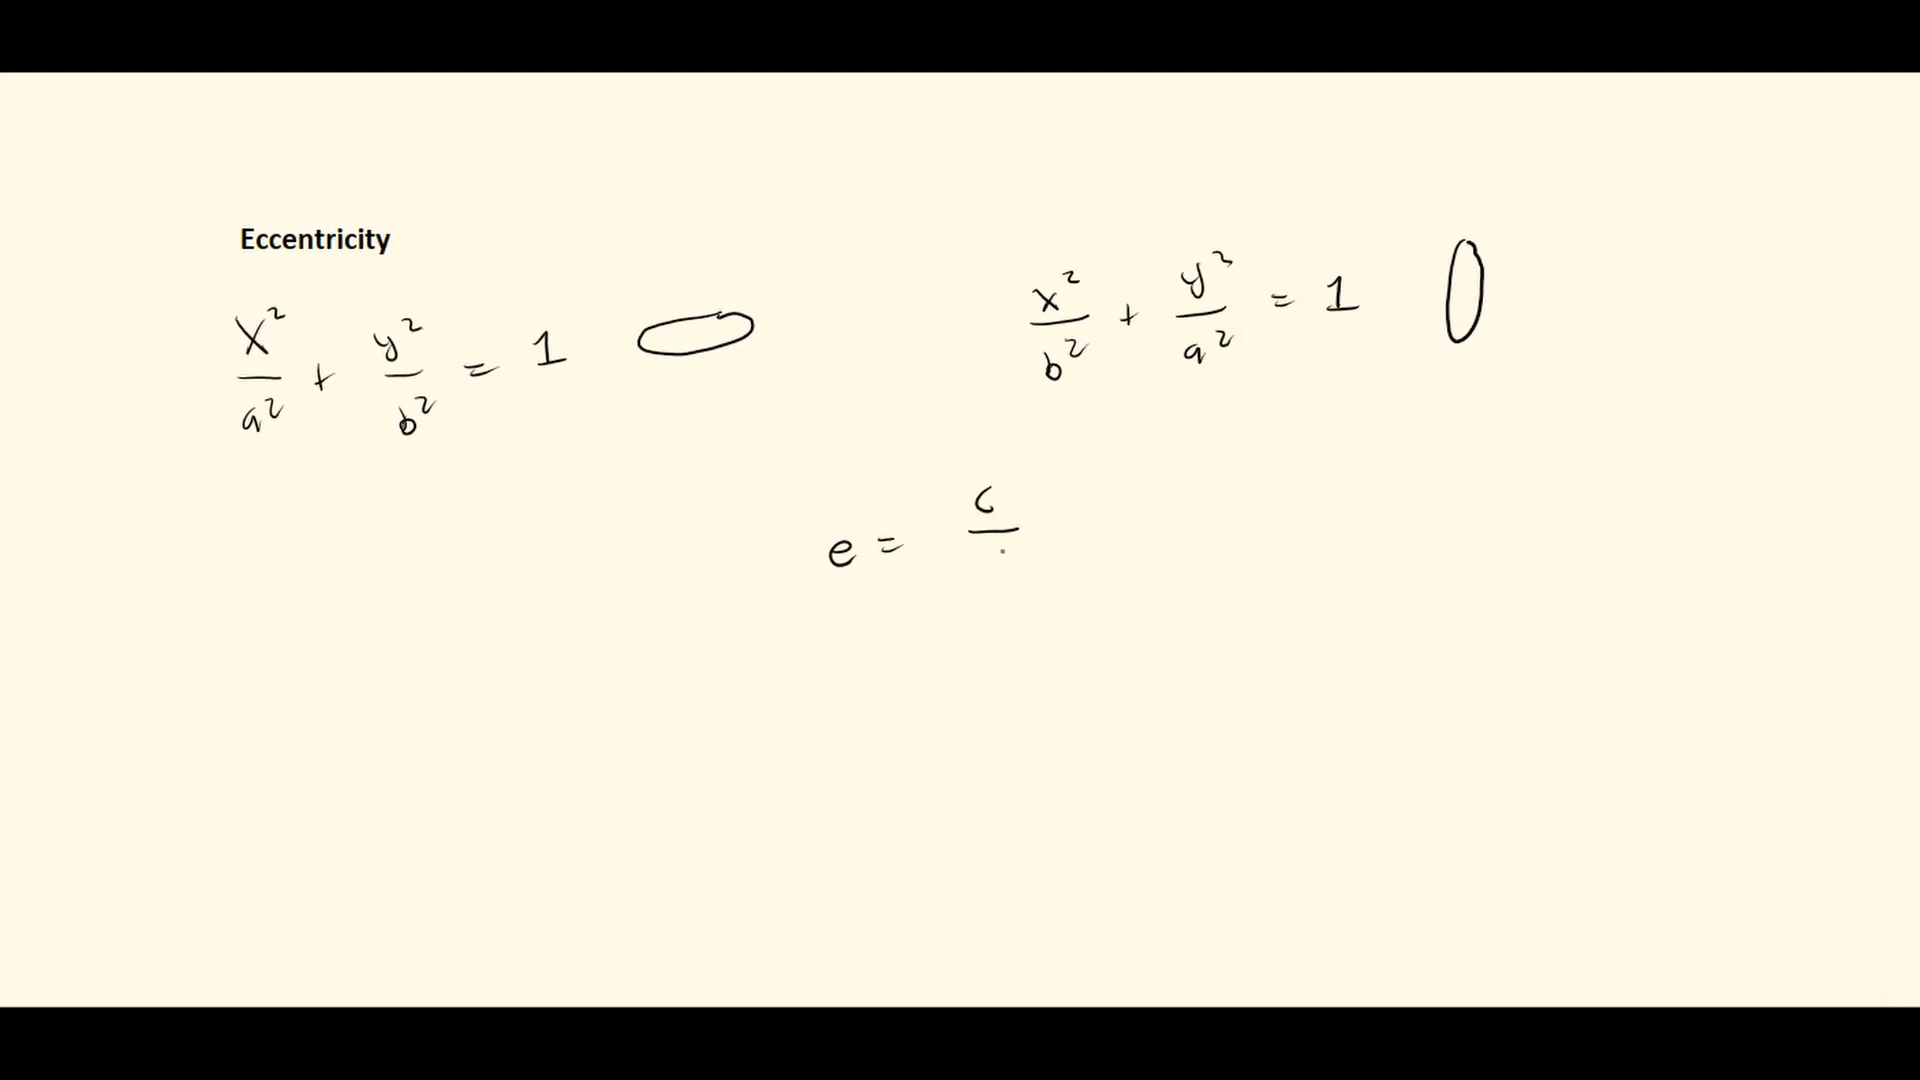 Eccentricity
x²/a² + y²/b² = 1
x²/b² + y²/a² = 1
e = c/